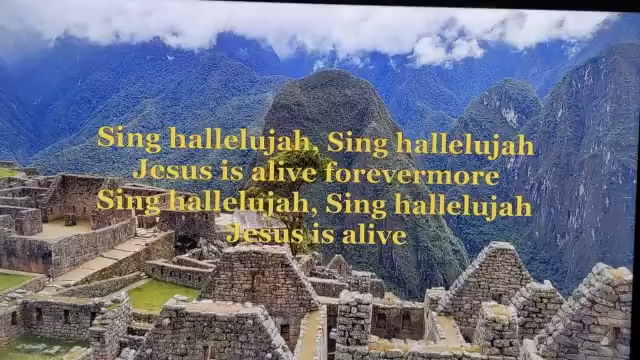 Sing hallelujah, Sing hallelujah
Jesus is alive forevermore
Sing hallelujah, Sing hallelujah
Jesus is alive